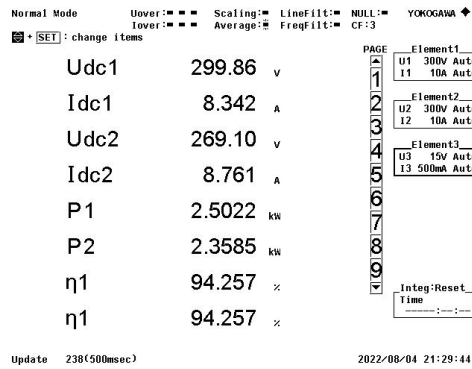 Normal Mode Uover: Scaling: LineFilt: NULL: YOKOGAWA
Iover: Average: FreqFilt: CF:3
+ SET : change items
PAGE
Udc1 299.86 V
Idc1 8.342 A
Udc2 269.10 V
Idc2 8.761 A
P1 2.5022 kW
P2 2.3585 kW
η1 94.257 %
η1 94.257 %
1
2
3
4
5
6
7
8
9
Element1
U1 300V Aut
I1 10A Aut
Element2
U2 300V Aut
I2 10A Aut
Element3
U3 15V Aut
I3 500mA Aut
Integ:Reset
Time
-----:--:--
Update 238(500msec) 2022/08/04 21:29:44